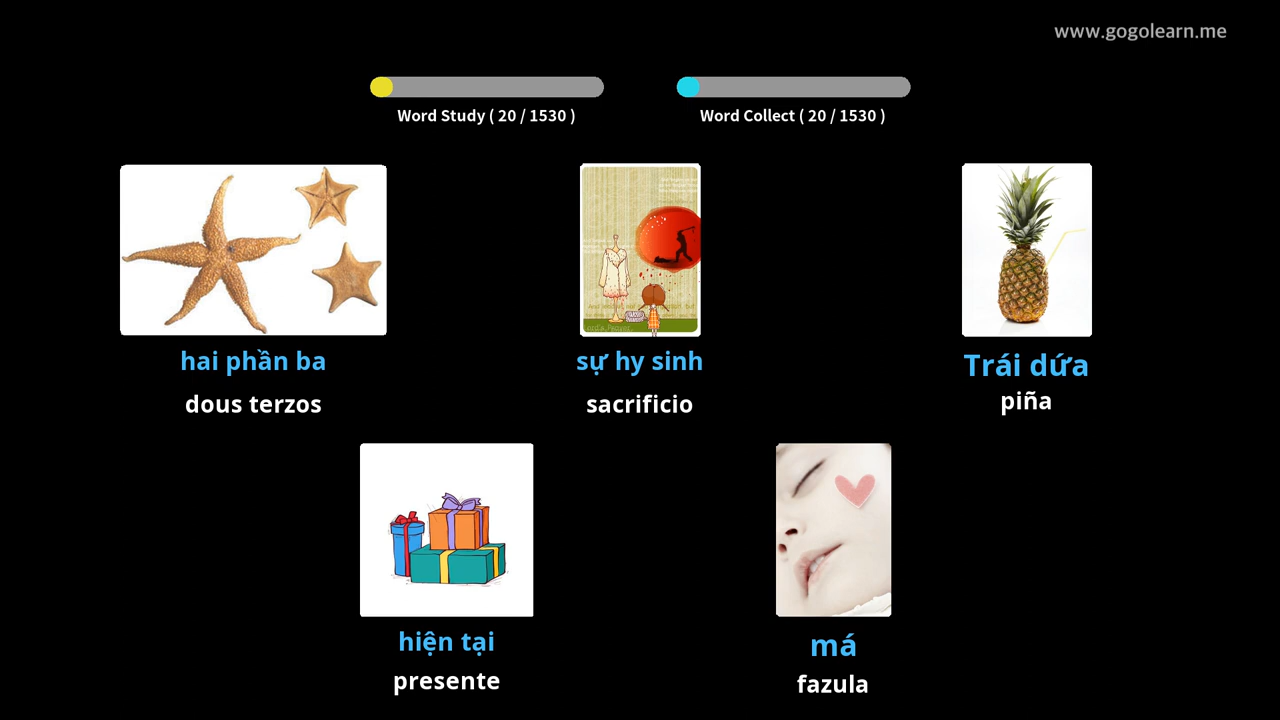 www.gogolearn.me
Word Study ( 20 / 1530 )
Word Collect ( 20 / 1530 )
hai phần ba
dous terzos
sự hy sinh
sacrificio
Trái dứa
piña
hiện tại
presente
má
fazula